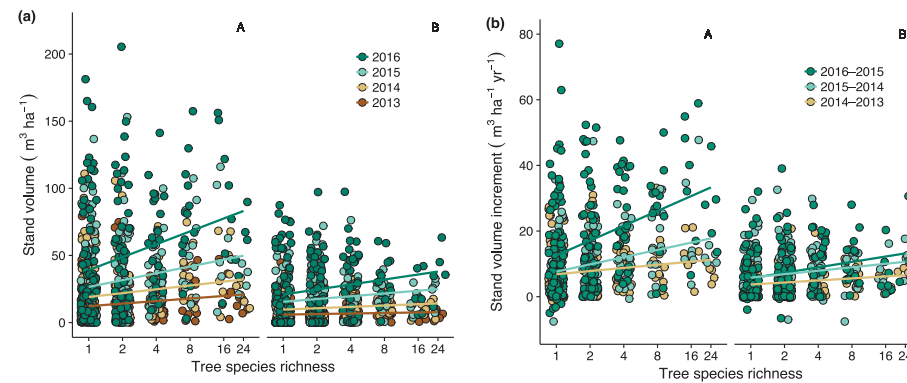 (a)
A
B
2016
2015
2014
2013
Stand volume ( m³ ha⁻¹)
200
150
100
50
0
1 2 4 8 16 24 1 2 4 8 16 24
Tree species richness
(b)
A
B
2016–2015
2015–2014
2014–2013
Stand volume increment ( m³ ha⁻¹ yr⁻¹)
80
60
40
20
0
1 2 4 8 16 24 1 2 4 8 16 24
Tree species richness